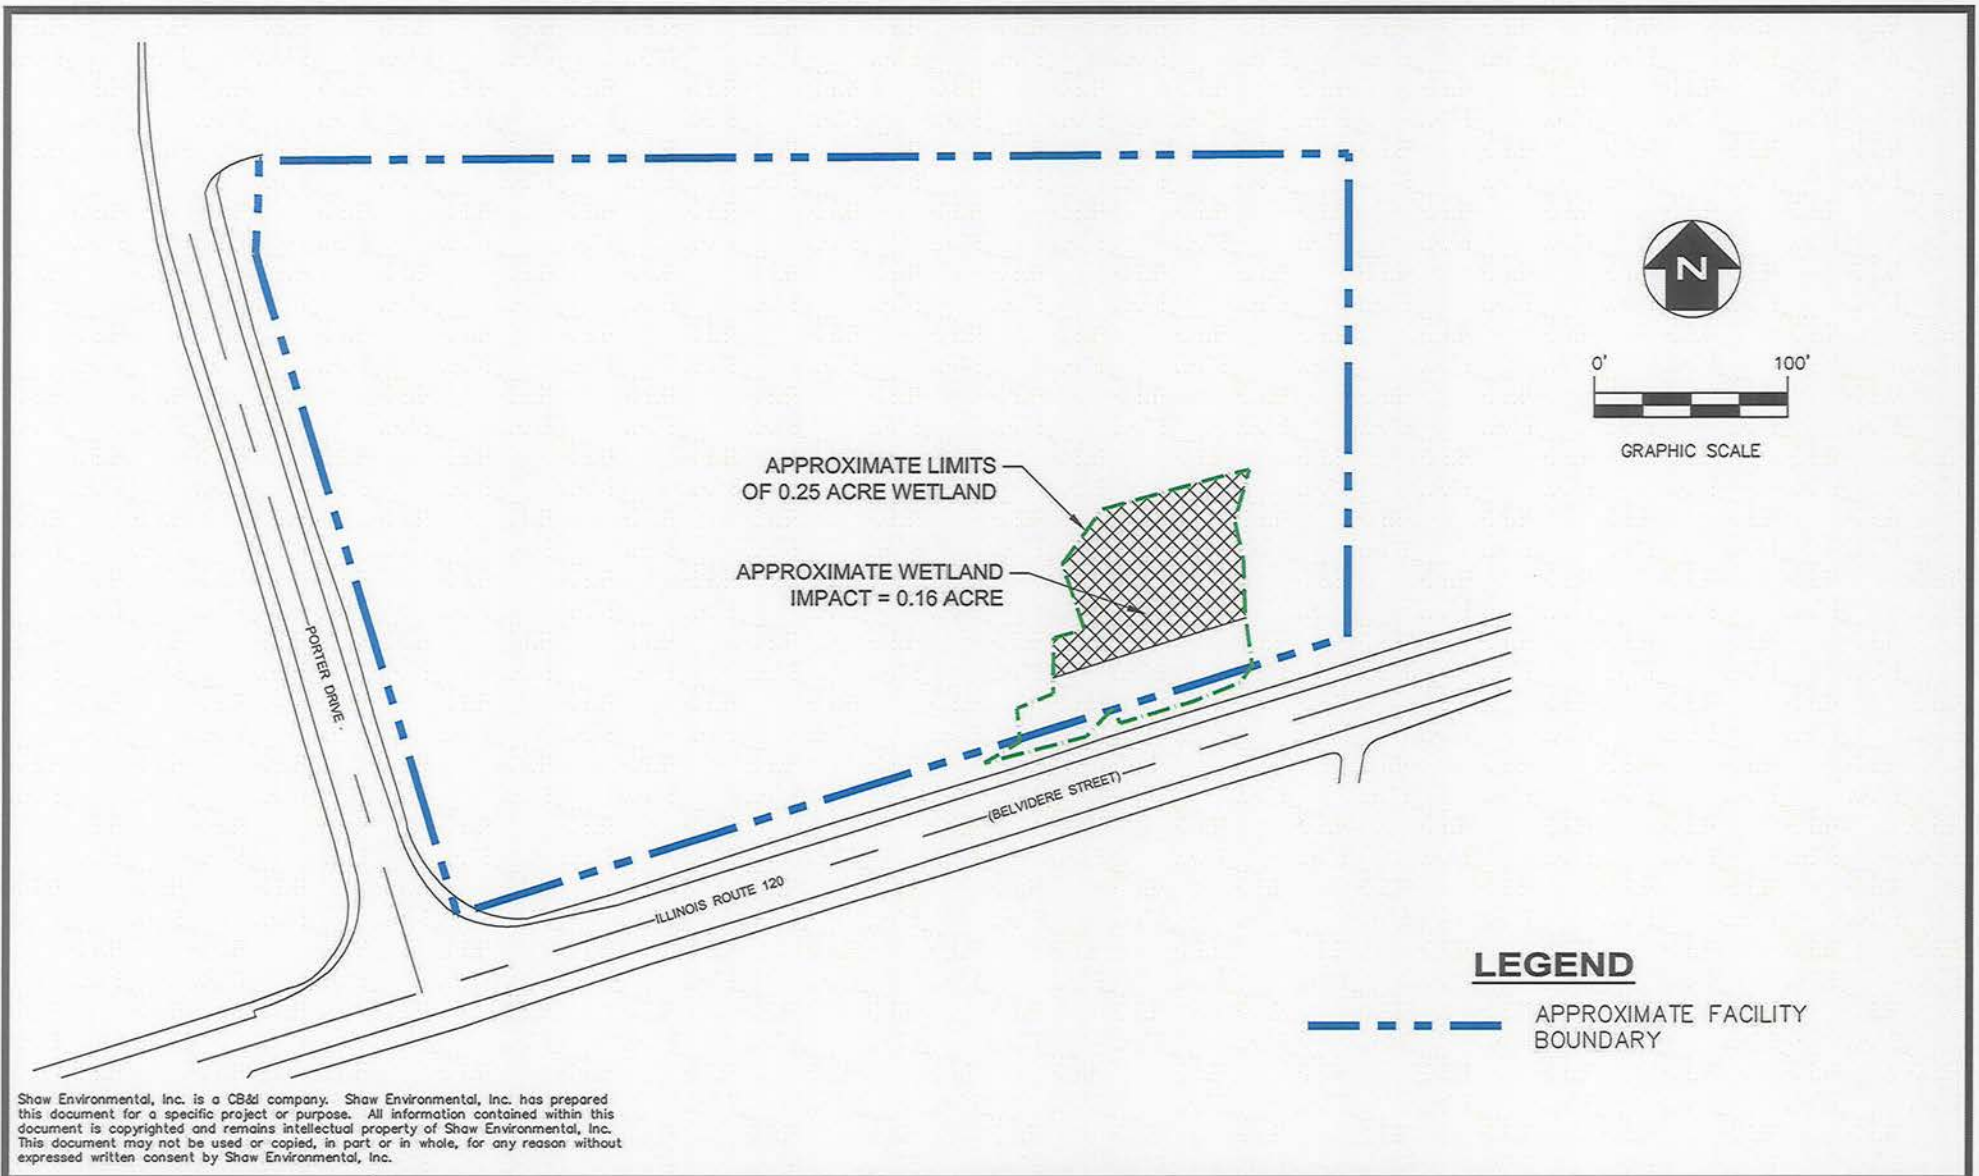 N
0' 100'
GRAPHIC SCALE
APPROXIMATE LIMITS
OF 0.25 ACRE WETLAND
APPROXIMATE WETLAND
IMPACT = 0.16 ACRE
PORTER DRIVE
(BELVIDERE STREET)
ILLINOIS ROUTE 120
LEGEND
APPROXIMATE FACILITY
BOUNDARY
Shaw Environmental, Inc. is a CB&I company. Shaw Environmental, Inc. has prepared
this document for a specific project or purpose. All information contained within this
document is copyrighted and remains intellectual property of Shaw Environmental, Inc.
This document may not be used or copied, in part or in whole, for any reason without
expressed written consent by Shaw Environmental, Inc.